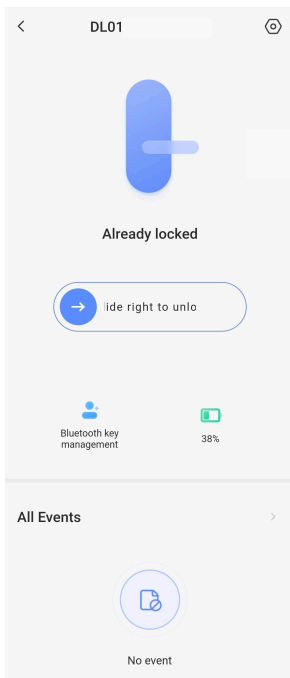 DL01
Already locked
ide right to unlo
Bluetooth key
management
38%
All Events
No event